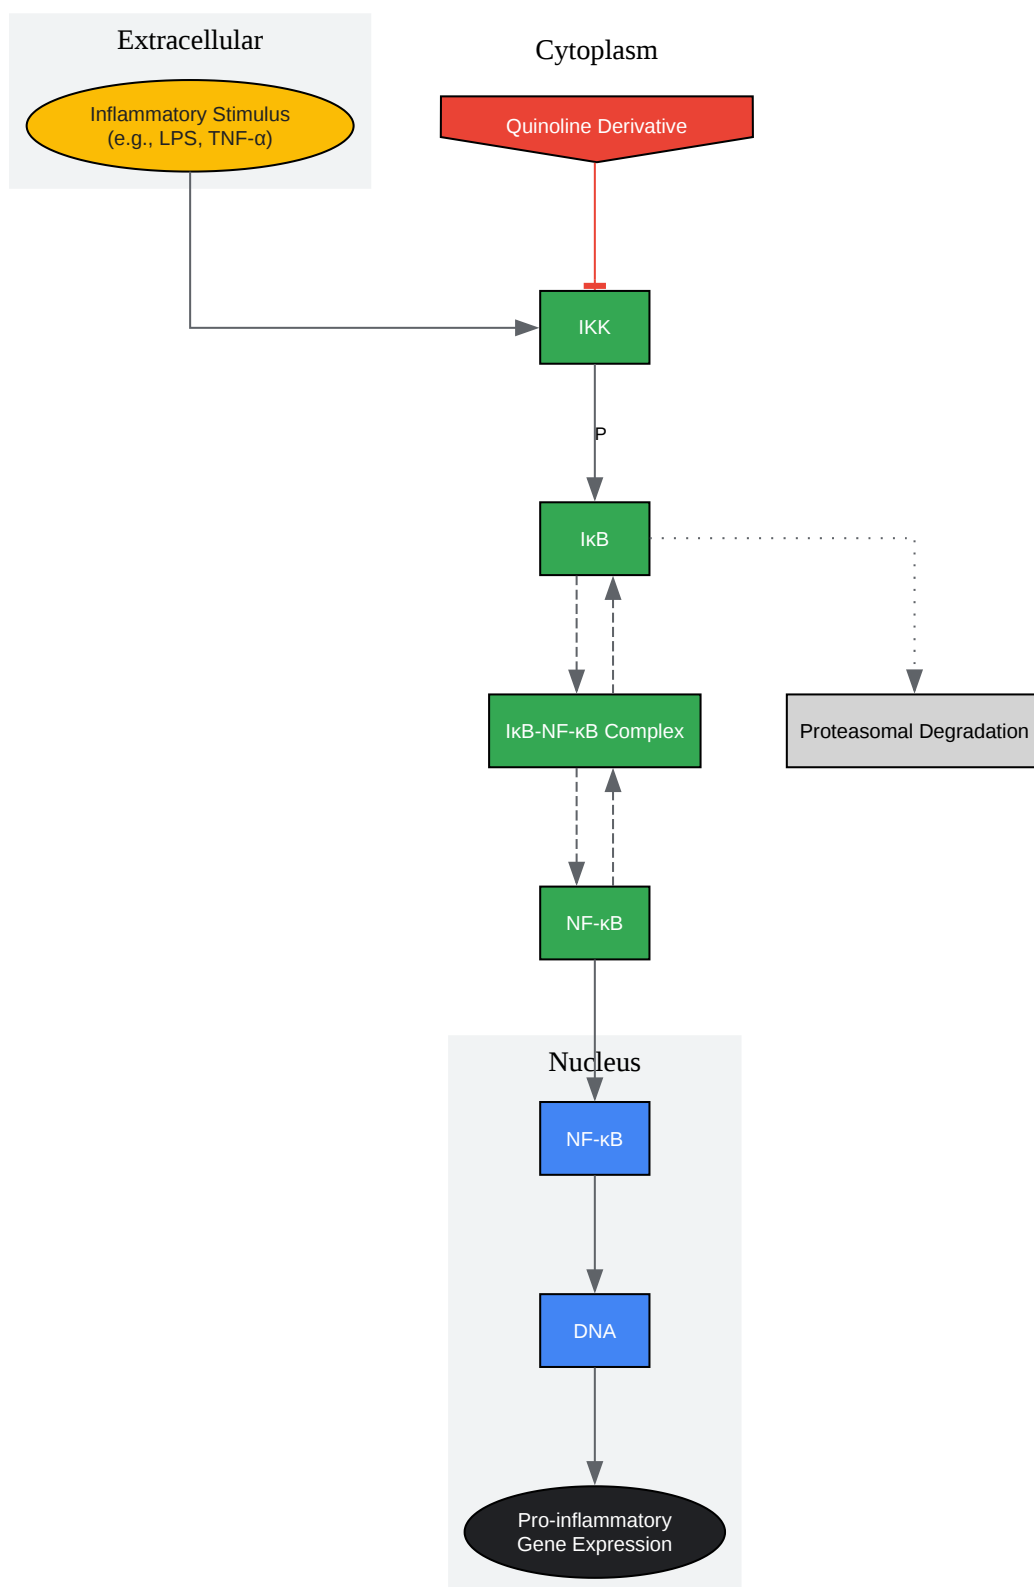 Extracellular
Cytoplasm
Inflammatory Stimulus
(e.g., LPS, TNF-α)
Quinoline Derivative
IKK
P
IκB
IκB-NF-κB Complex
Proteasomal Degradation
NF-κB
Nucleus
NF-κB
DNA
Pro-inflammatory
Gene Expression